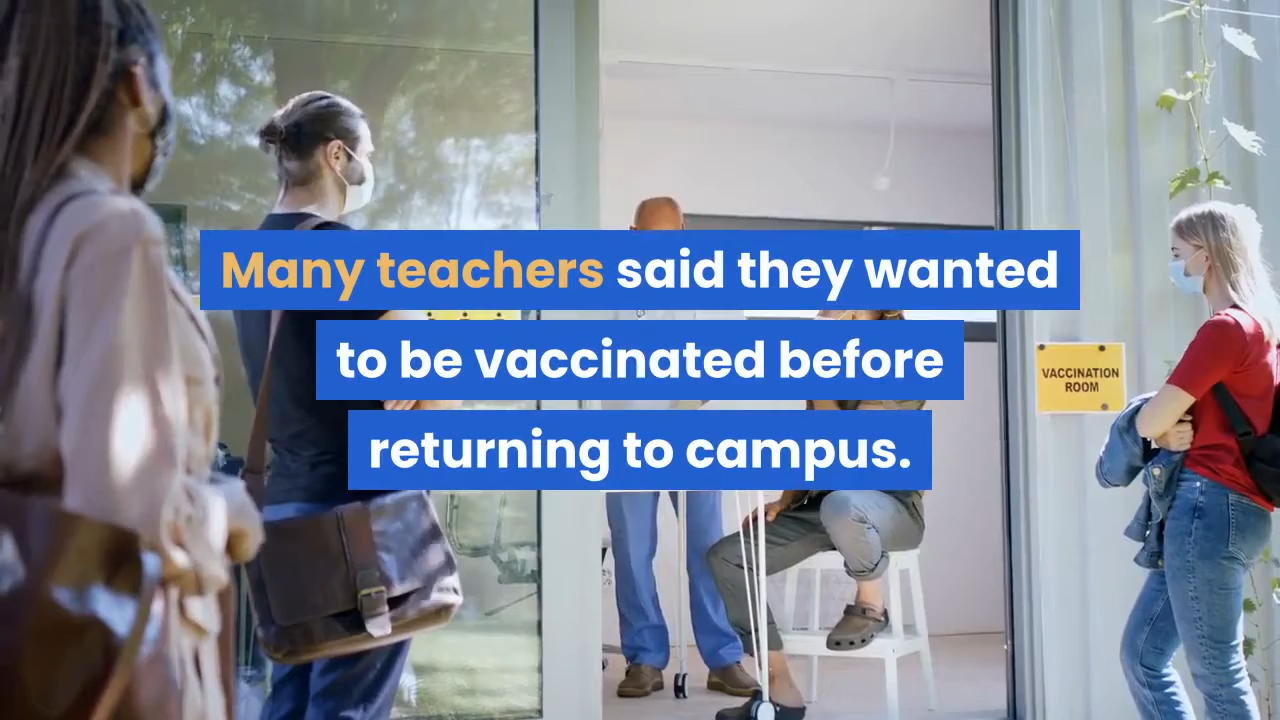 Many teachers said they wanted
to be vaccinated before
returning to campus.
VACCINATION
ROOM